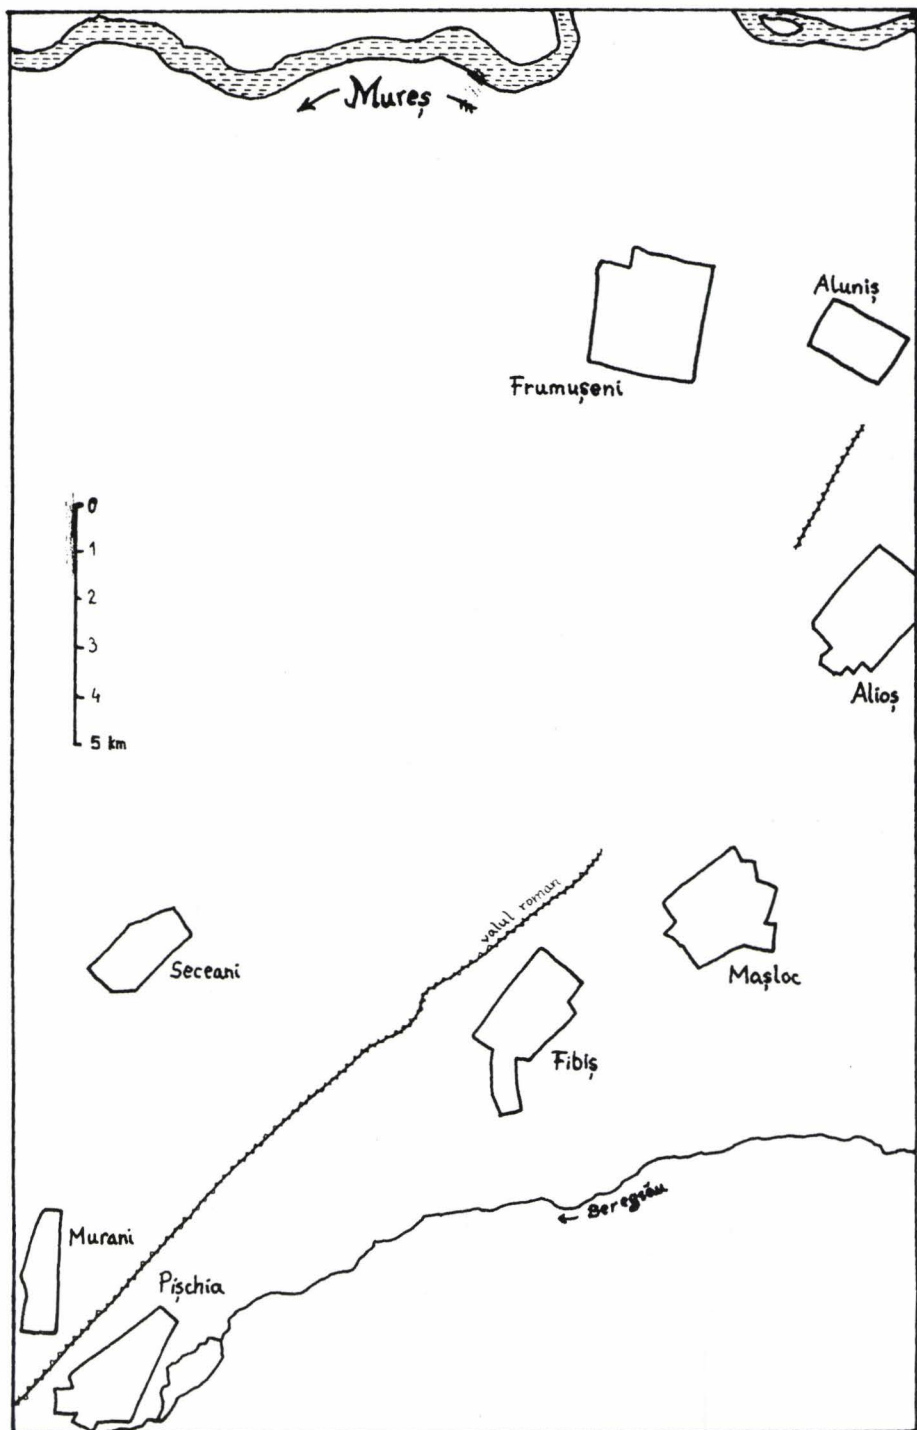 Mureș
Aluniș
Frumușeni
0
1
2
3
4
5 km
Alioș
valul roman
Seceani
Mașloc
Fibiș
Beregsău
Murani
Pișchia